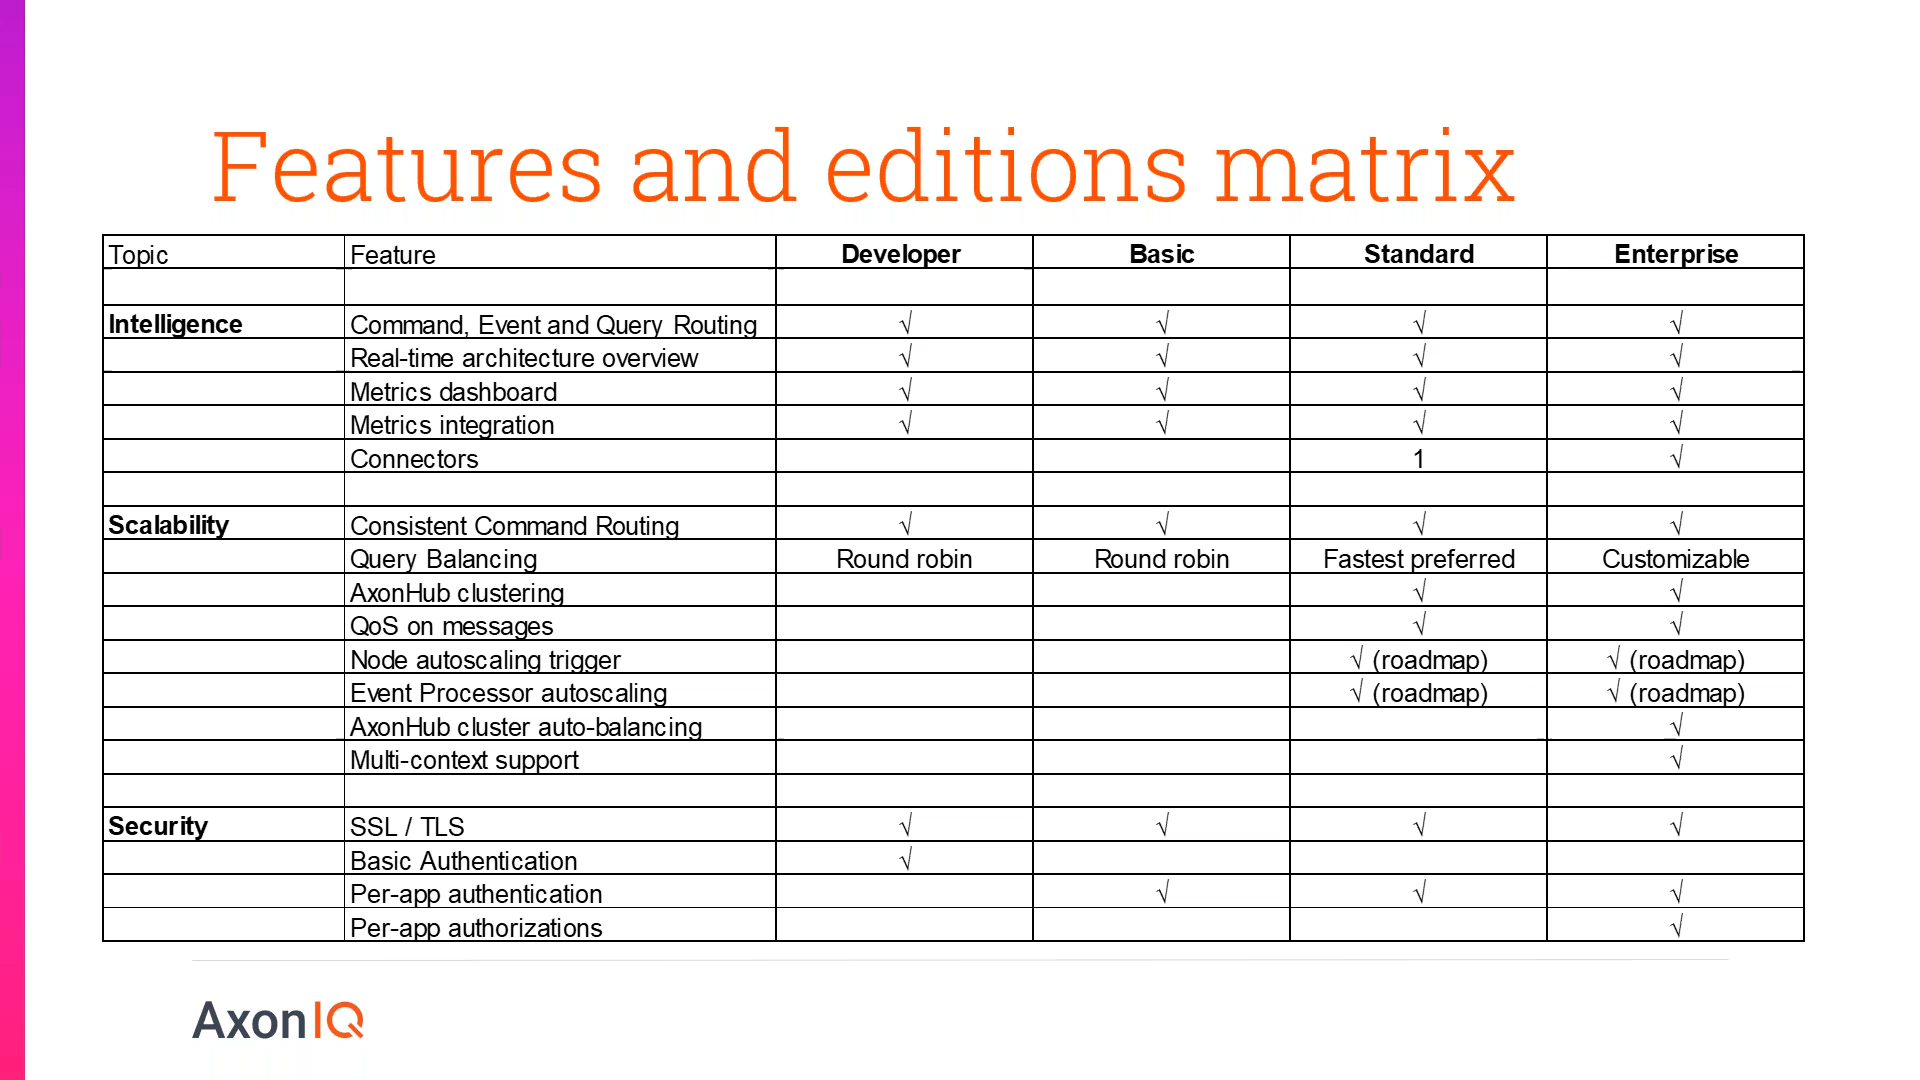 Features and editions matrix
Topic Feature Developer Basic Standard Enterprise
Intelligence Command, Event and Query Routing √ √ √ √
Real-time architecture overview √ √ √ √
Metrics dashboard √ √ √ √
Metrics integration √ √ √ √
Connectors 1 √
Scalability Consistent Command Routing √ √ √ √
Query Balancing Round robin Round robin Fastest preferred Customizable
AxonHub clustering √ √
QoS on messages √ √
Node autoscaling trigger √ (roadmap) √ (roadmap)
Event Processor autoscaling √ (roadmap) √ (roadmap)
AxonHub cluster auto-balancing √
Multi-context support √
Security SSL / TLS √ √ √ √
Basic Authentication √
Per-app authentication √ √ √
Per-app authorizations √
AxonIQ